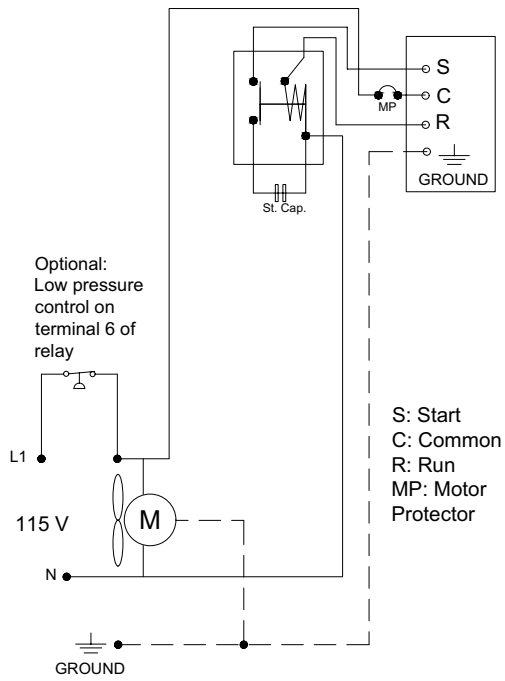 S
C
MP
R
GROUND
St. Cap.
Optional:
Low pressure
control on
terminal 6 of
relay
S: Start
C: Common
R: Run
MP: Motor
Protector
L1
115 V
M
N
GROUND